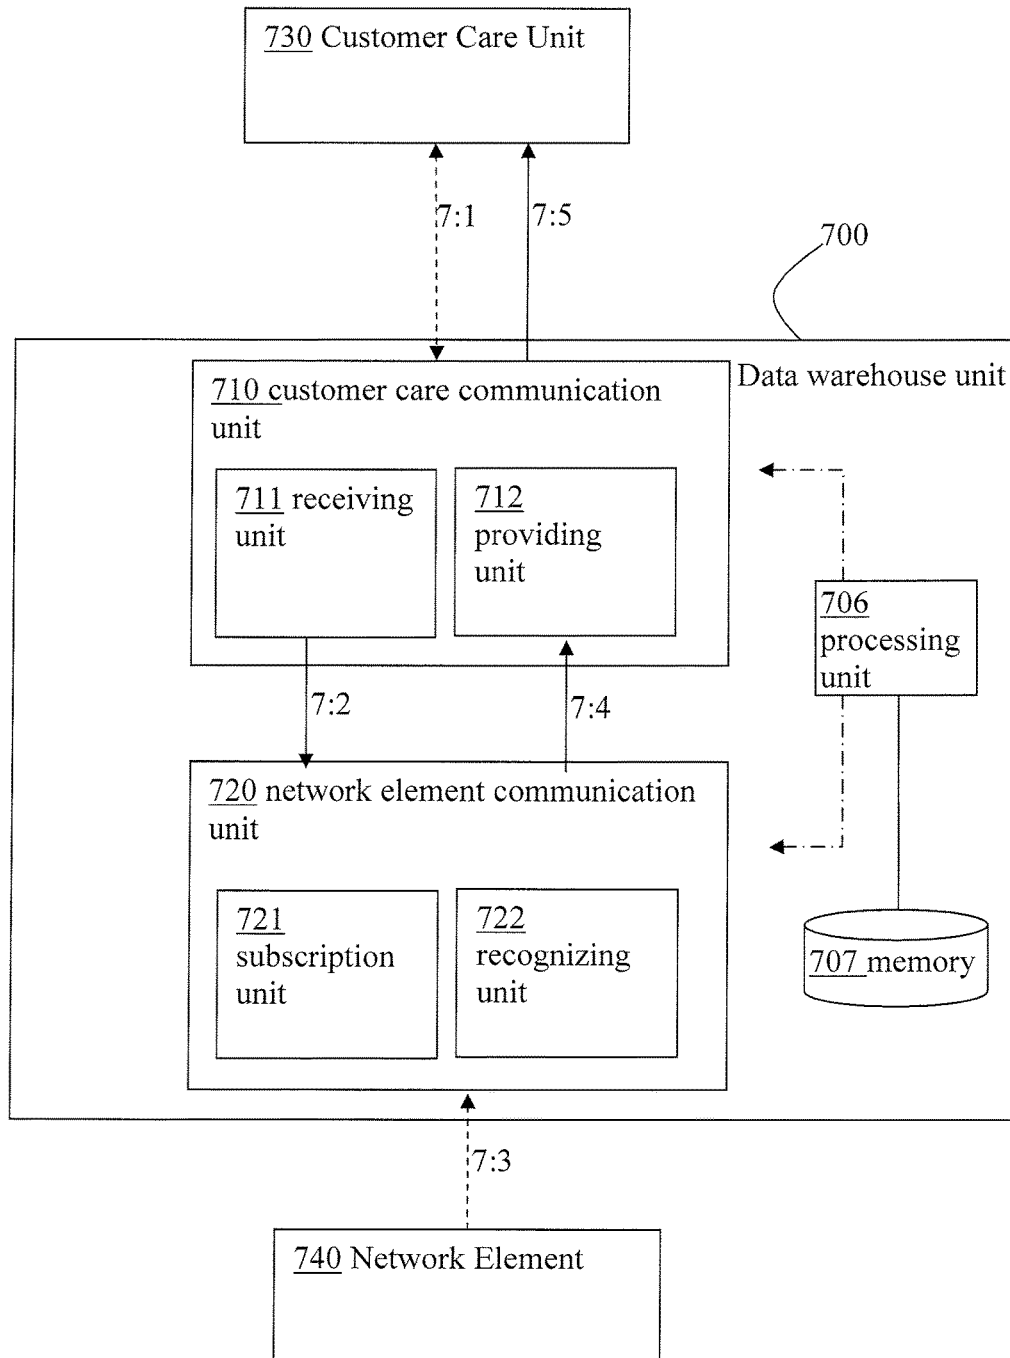 730 Customer Care Unit
7:1
7:5
700
Data warehouse unit
710 customer care communication
unit
711 receiving
unit
712
providing
unit
706
processing
unit
7:2
7:4
720 network element communication
unit
721
subscription
unit
722
recognizing
unit
707 memory
7:3
740 Network Element